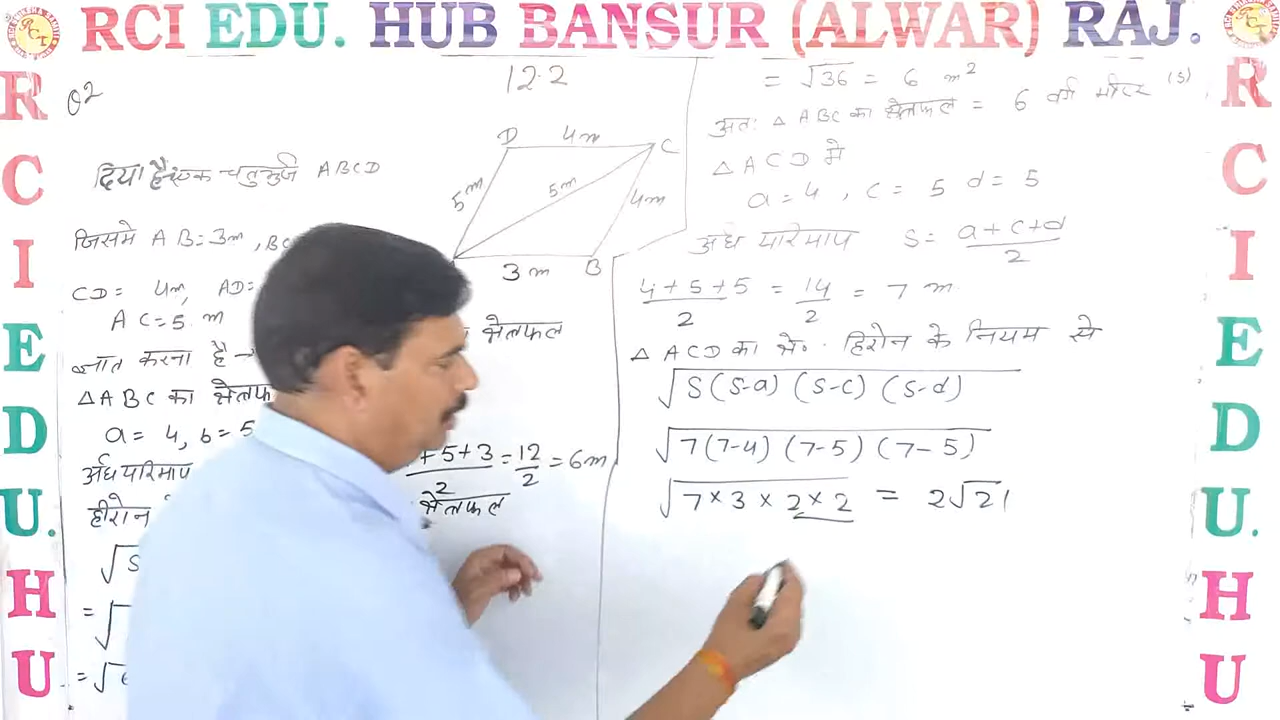 RCI EDU. HUB BANSUR (ALWAR) RAJ.
R
C
I
E
D
U.
H
U
12.2
Q2
दिया है एक चतुर्भुज ABCD
जिसमे AB=3m, BC
CD= 4m, AD=
AC=5 m
ज्ञात करना है → क्षेत्रफल
△ABC का क्षेत्रफ
a= 4, b=5
अर्ध परिमाप +5+3/2 = 12/2 = 6m
हीरोन क्षेत्रफल
√S
= √
= √6
D 4m C
5m 5m 4m
3m B
= √36 = 6 m²
अतः △ABC का क्षेत्रफल = 6 वर्ग मीटर
△ACD मे
a=4, c= 5 d=5
अर्ध परिमाप S= a+c+d/2
4+5+5/2 = 14/2 = 7 m
△ACD का क्षे॰ हिरोन के नियम से
√S(S-a) (S-c) (S-d)
√7(7-4) (7-5) (7-5)
√7×3×2×2 = 2√21
R
C
I
E
D
U.
H
U